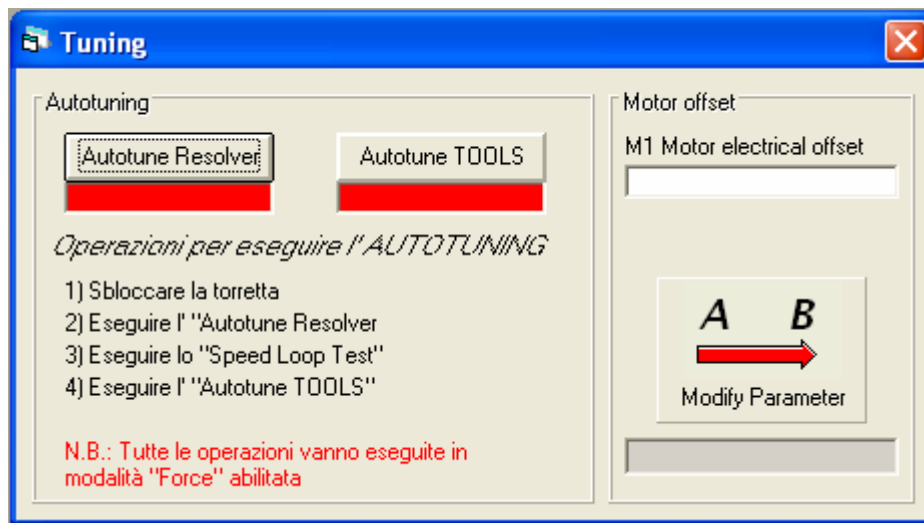 Tuning
Autotuning
Autotune Resolver
Autotune TOOLS
Operazioni per eseguire l' AUTOTUNING
1) Sbloccare la torretta
2) Eseguire l' "Autotune Resolver
3) Eseguire lo "Speed Loop Test"
4) Eseguire l' "Autotune TOOLS"
N.B.: Tutte le operazioni vanno eseguite in
modalità "Force" abilitata
Motor offset
M1 Motor electrical offset
A B
Modify Parameter